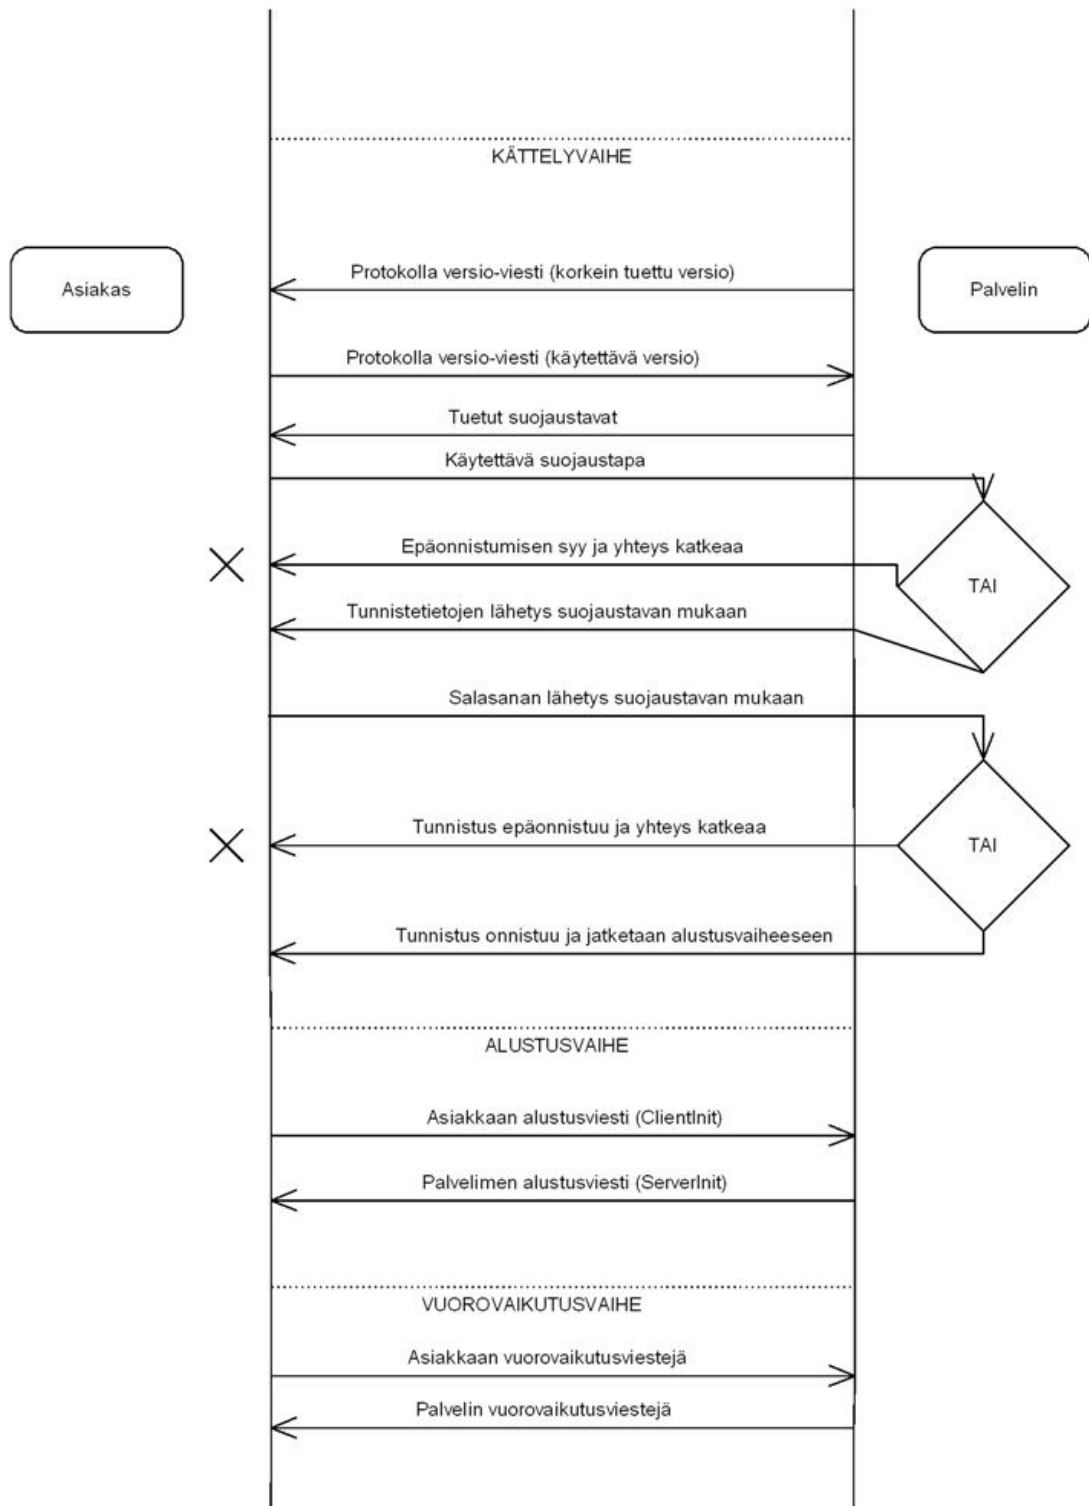 KÄTTELYVAIHE
Protokolla versio-viesti (korkein tuettu versio)
Asiakas
Palvelin
Protokolla versio-viesti (käytettävä versio)
Tuetut suojaustavat
Käytettävä suojaustapa
Epäonnistumisen syy ja yhteys katkeaa
TAI
Tunnistetietojen lähetys suojaustavan mukaan
Salasanan lähetys suojaustavan mukaan
Tunnistus epäonnistuu ja yhteys katkeaa
TAI
Tunnistus onnistuu ja jatketaan alustusvaiheeseen
ALUSTUSVAIHE
Asiakkaan alustusviesti (ClientInit)
Palvelimen alustusviesti (ServerInit)
VUOROVAIKUTUSVAIHE
Asiakkaan vuorovaikutusviestejä
Palvelin vuorovaikutusviestejä